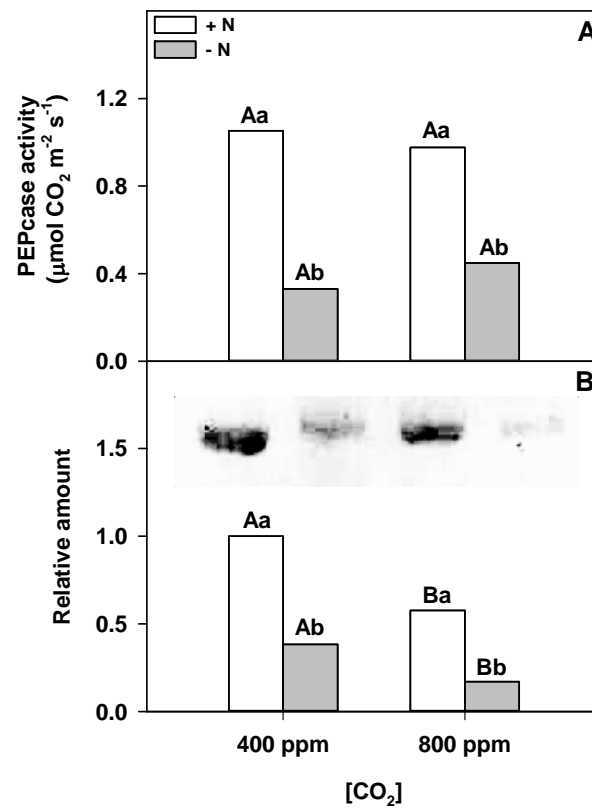 + N
- N
A
PEPcase activity
(μmol CO2 m-2 s-1)
1.2
0.8
0.4
0.0
Aa
Ab
Aa
Ab
B
Relative amount
1.5
1.0
0.5
0.0
Aa
Ab
Ba
Bb
400 ppm
800 ppm
[CO2]